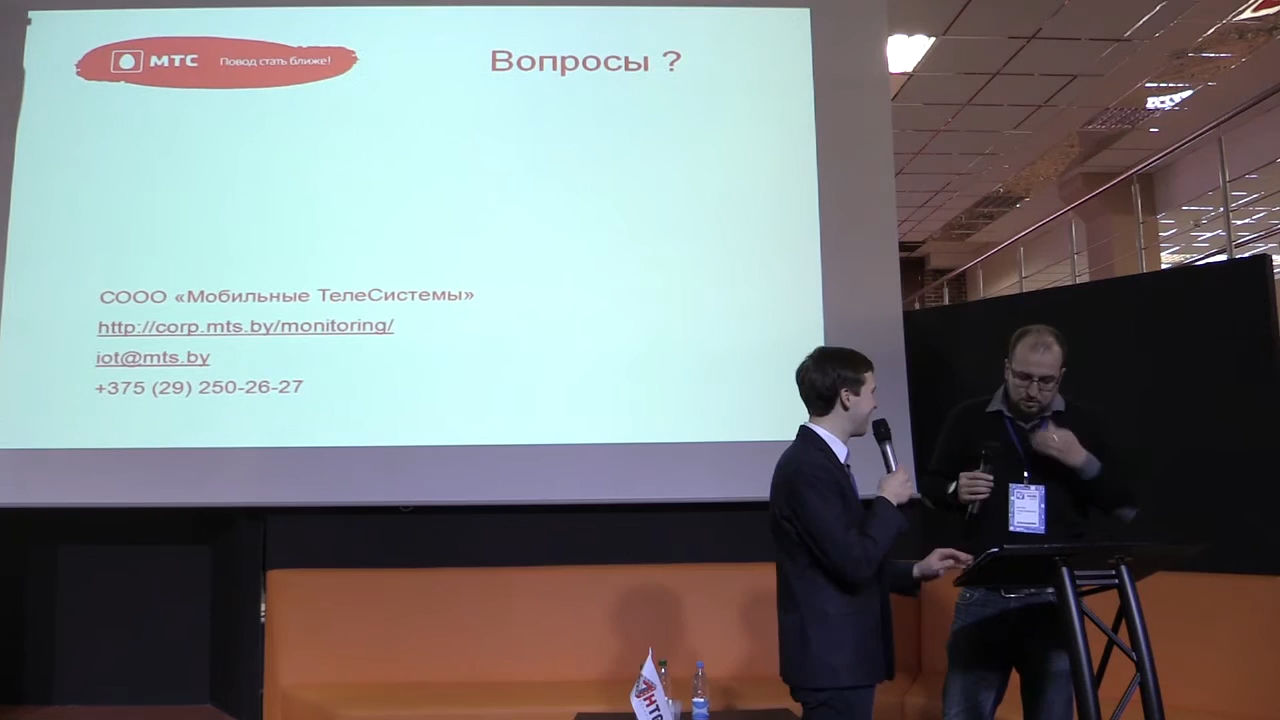 МТС Повод стать ближе!
Вопросы ?
СООО «Мобильные ТелеСистемы»
http://corp.mts.by/monitoring/
iot@mts.by
+375 (29) 250-26-27